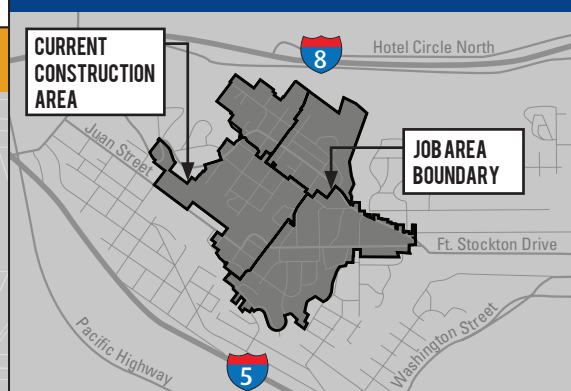 CURRENT
CONSTRUCTION
AREA
8
Hotel Circle North
Juan Street
JOB AREA
BOUNDARY
Ft. Stockton Drive
Pacific Highway
5
Washington Street